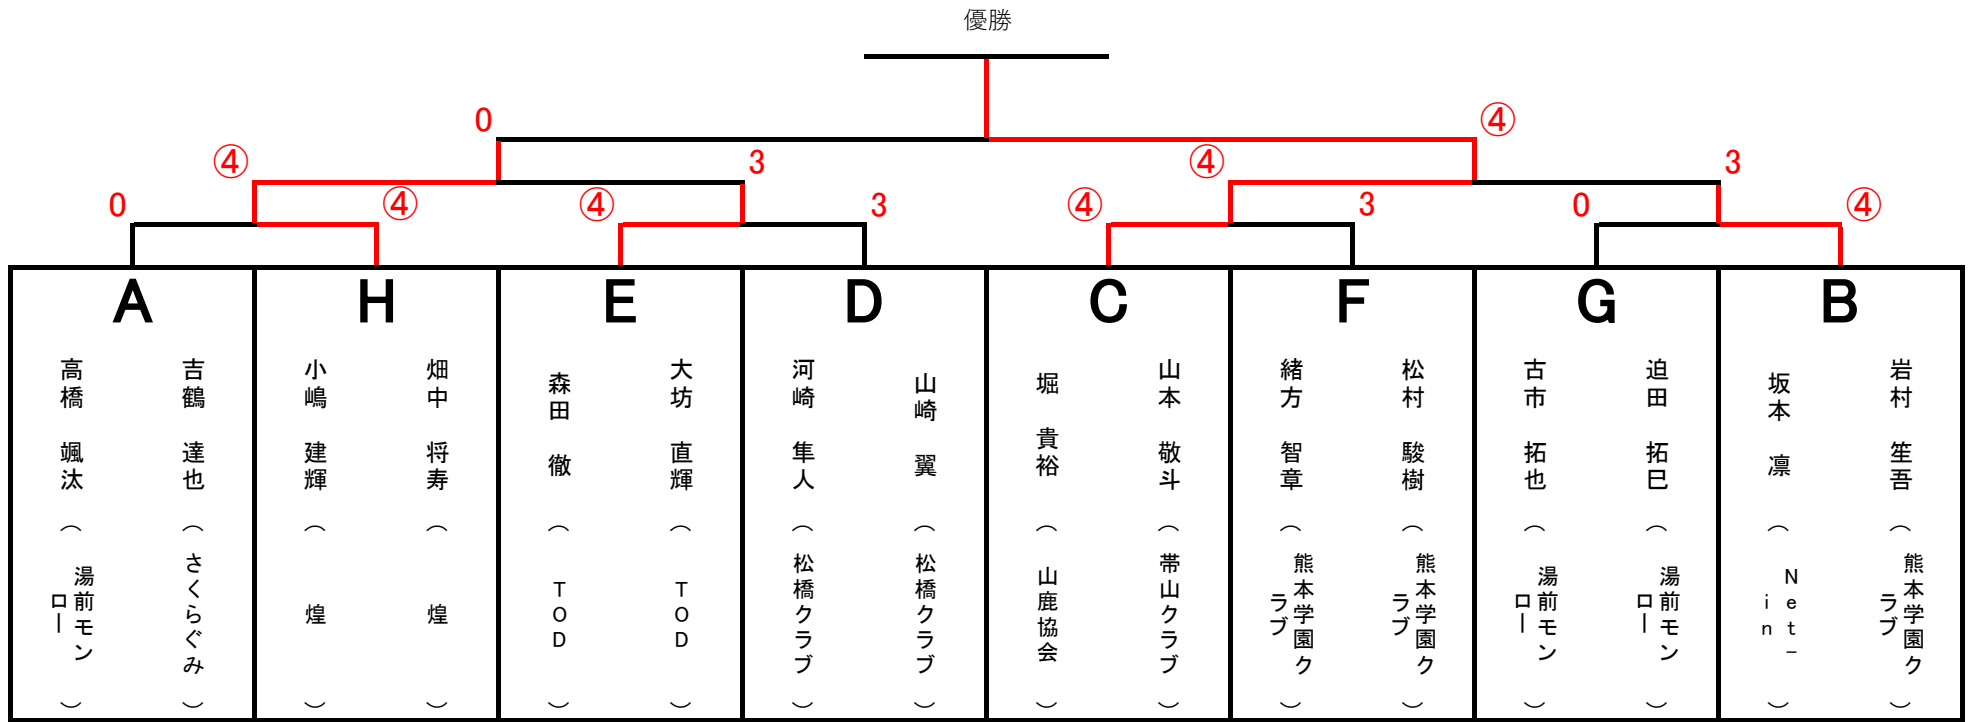 優勝
0
④
④
3
④
3
0
④
④
3
④
3
0
④
A
H
E
D
C
F
G
B
高橋 颯汰（湯前モンロー）
吉鶴 達也（さくらぐみ）
小嶋 建輝（煌）
畑中 将寿（煌）
森田 徹（TOD）
大坊 直輝（TOD）
河崎 隼人（松橋クラブ）
山崎 翼（松橋クラブ）
堀 貴裕（山鹿協会）
山本 敬斗（帯山クラブ）
緒方 智章（熊本学園クラブ）
松村 駿樹（熊本学園クラブ）
古市 拓也（湯前モンロー）
迫田 拓巳（湯前モンロー）
坂本 凛（Net-in）
岩村 笙吾（熊本学園クラブ）